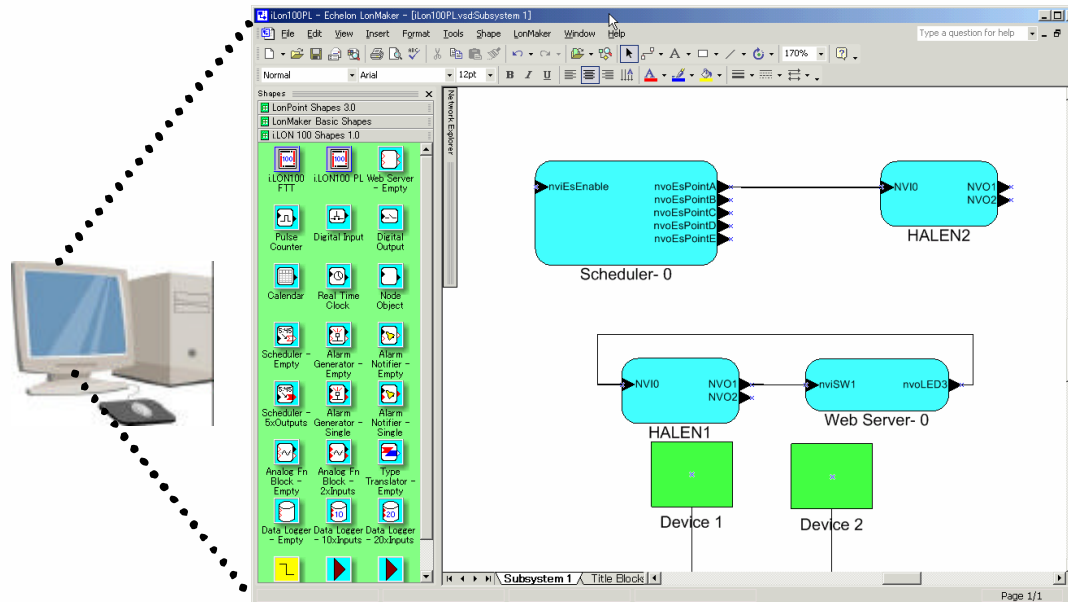 iLon100PL - Echelon LonMaker - [iLon100PL.vsd:Subsystem 1]
File Edit View Insert Format Tools Shape LonMaker Window Help
Type a question for help
170%
Normal Arial 12pt B I U
Shapes
LonPoint Shapes 3.0
LonMaker Basic Shapes
i.LON 100 Shapes 1.0
i.LON100 FTT
i.LON100 PL
Web Server - Empty
Pulse Counter
Digital Input
Digital Output
Calendar
Real Time Clock
Node Object
Scheduler - Empty
Alarm Generator - Empty
Alarm Notifier - Empty
Scheduler - 5xOutputs
Alarm Generator - Single
Alarm Notifier - Single
Analog Fn Block - Empty
Analog Fn Block - 2xInputs
Type Translator - Empty
Data Logger - Empty
Data Logger - 10xInputs
Data Logger - 20xInputs
Network Explorer
nviEsEnable
nvoEsPointA
nvoEsPointB
nvoEsPointC
nvoEsPointD
nvoEsPointE
Scheduler- 0
NVI0 NVO1
NVO2
HALEN2
NVI0 NVO1
NVO2
HALEN1
nviSW1 nvoLED3
Web Server- 0
Device 1
Device 2
Subsystem 1 Title Block
Page 1/1